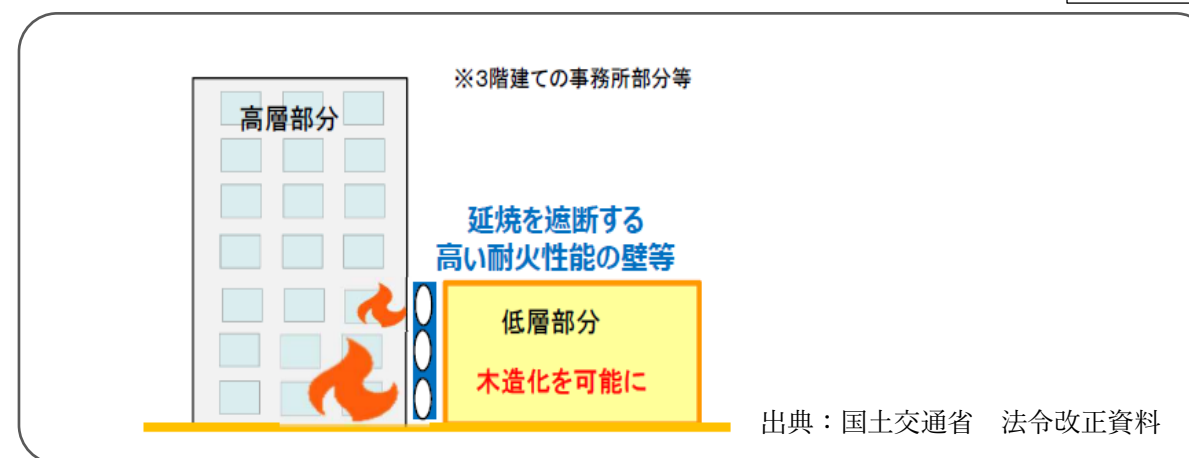 ※3階建ての事務所部分等
高層部分
延焼を遮断する
高い耐火性能の壁等
低層部分
木造化を可能に
出典：国土交通省　法令改正資料